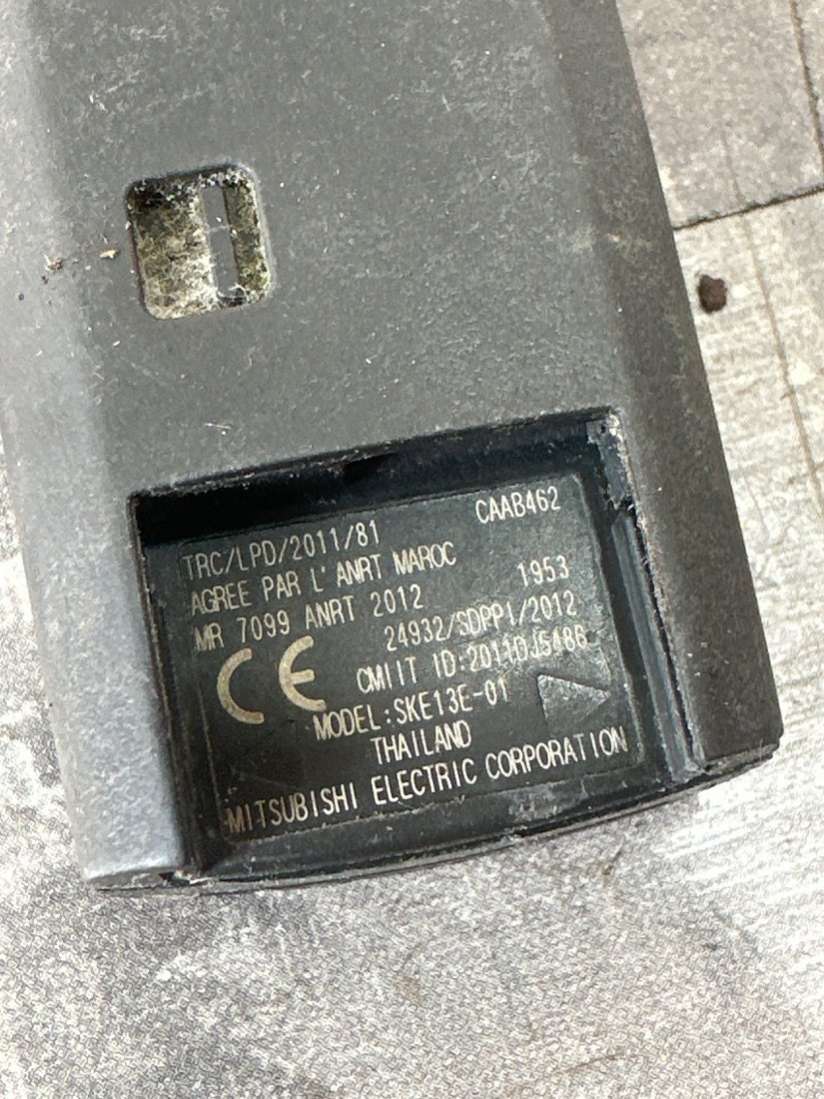 TRC/LPD/2011/81 CAAB462
AGREE PAR L' ANRT MAROC
MR 7099 ANRT 2012 1953
24932/SDPPI/2012
CE CMIIT ID:2011DJ5486
MODEL:SKE13E-01
THAILAND
MITSUBISHI ELECTRIC CORPORATION